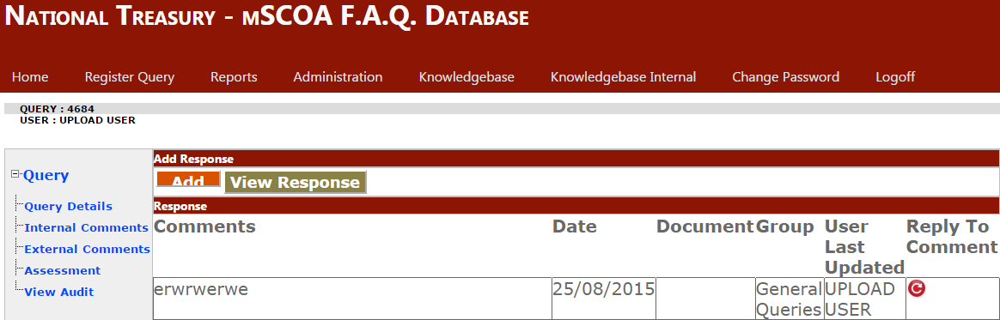 National Treasury - mSCOA F.A.Q. Database
Home Register Query Reports Administration Knowledgebase Knowledgebase Internal Change Password Logoff
QUERY : 4684
USER : UPLOAD USER
Query
Query Details
Internal Comments
External Comments
Assessment
View Audit
Add Response
Add View Response
Response
Comments Date Document Group User Last Updated Reply To Comment
erwrwerwe 25/08/2015 General Queries UPLOAD USER